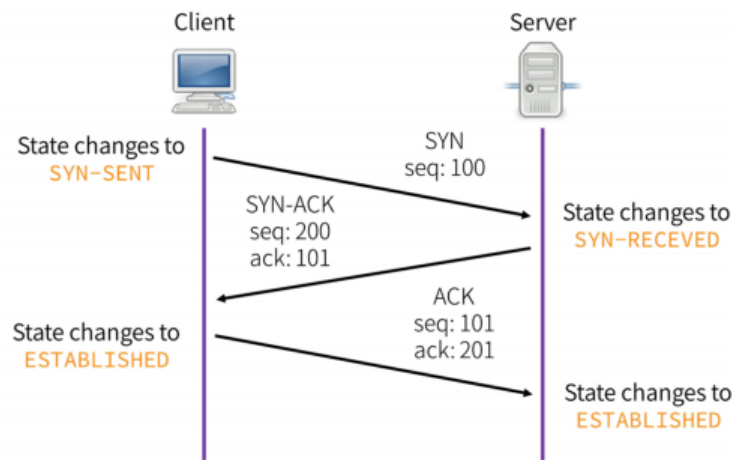 Client
Server
State changes to
SYN-SENT
SYN
seq: 100
SYN-ACK
seq: 200
ack: 101
State changes to
SYN-RECEVED
ACK
seq: 101
ack: 201
State changes to
ESTABLISHED
State changes to
ESTABLISHED